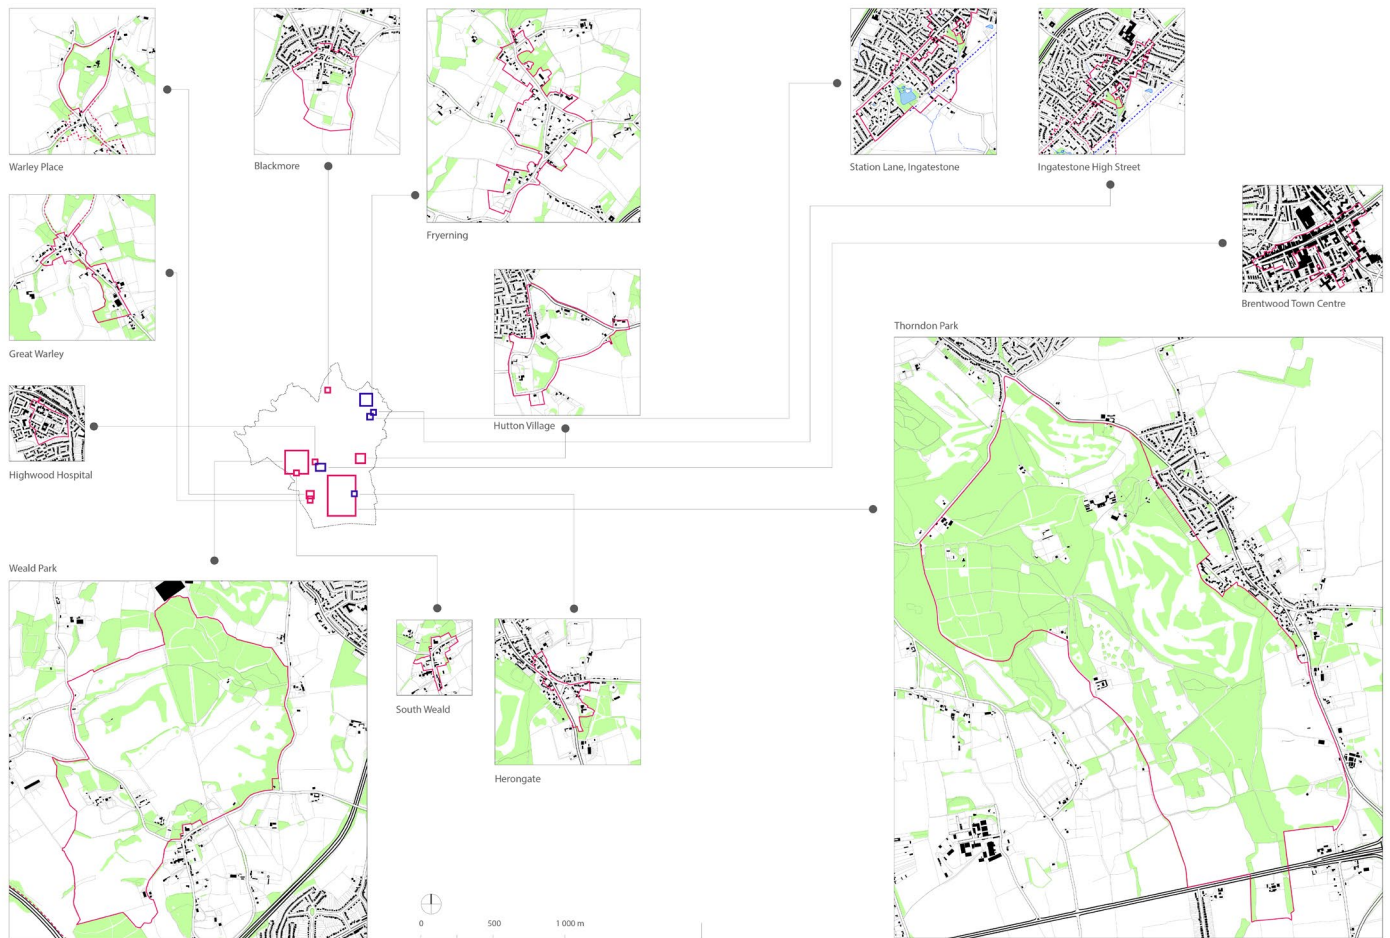 Warley Place
Blackmore
Fryerning
Station Lane, Ingatestone
Ingatestone High Street
Great Warley
Brentwood Town Centre
Thorndon Park
Highwood Hospital
Hutton Village
Weald Park
South Weald
Herongate
0 500 1 000 m